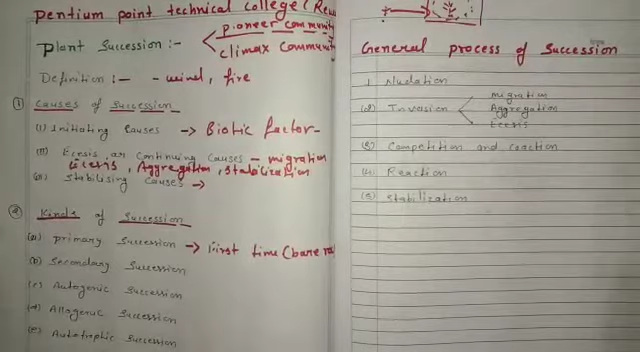 Pentium point technical college (Rew
Plant Succession :-
pioneer community
climax Communit
Definition :- - wind, fire
① Causes of Succession
(i) Initiating Causes → Biotic factor-
(ii) Ecesis or Continuing Causes - migration
Ecesis, Aggregation, Stabilization
(iii) Stabilising Causes →
② Kinds of Succession
(a) primary Succession → First time (bare
(b) Secondary Succession
(c) Autogenic Succession
(d) Allogenic Succession
(e) Autotrophic Succession
General process of Succession
1 Nudation
(2) Invasion
migration
Aggregation
Ecesis
(3) Competition and reaction
(4) Reaction
(5) Stabilization